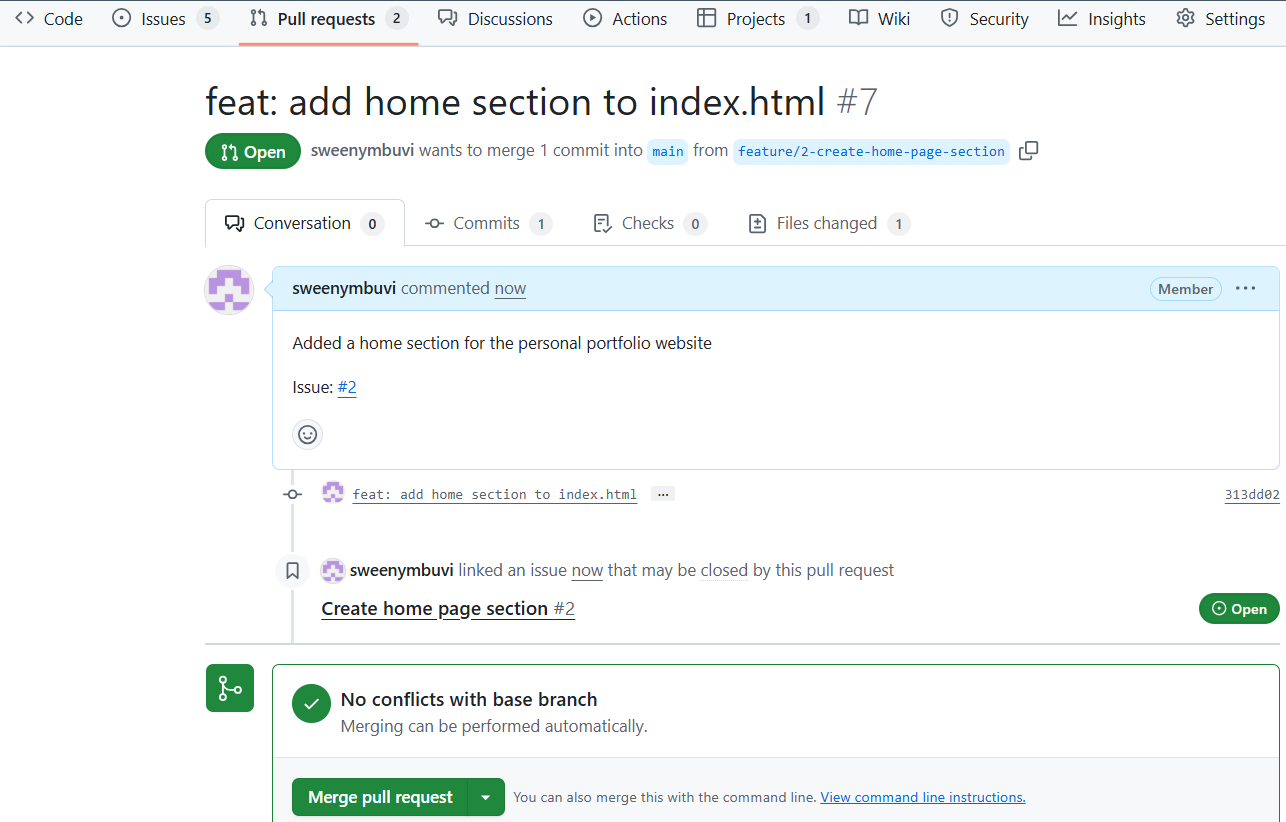 Code Issues 5 Pull requests 2 Discussions Actions Projects 1 Wiki Security Insights Settings
feat: add home section to index.html #7
Open sweenymbuvi wants to merge 1 commit into main from feature/2-create-home-page-section
Conversation 0 Commits 1 Checks 0 Files changed 1
sweenymbuvi commented now Member ...
Added a home section for the personal portfolio website
Issue: #2
feat: add home section to index.html ... 313dd02
sweenymbuvi linked an issue now that may be closed by this pull request
Create home page section #2 Open
No conflicts with base branch
Merging can be performed automatically.
Merge pull request You can also merge this with the command line. View command line instructions.